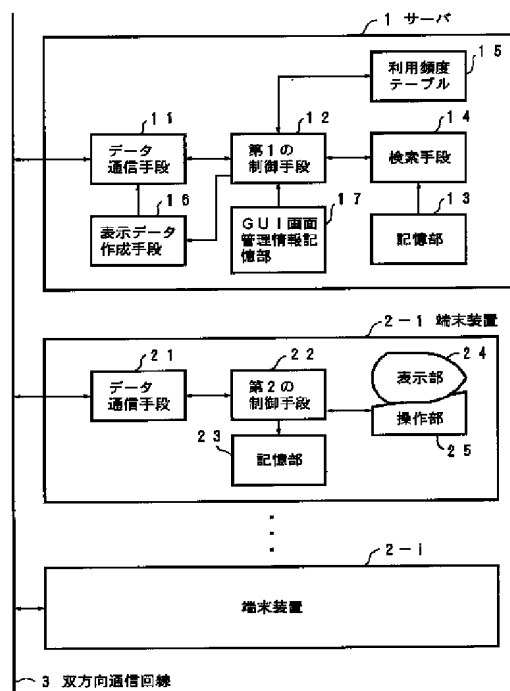 1 サーバ
15
利用頻度
テーブル
11
データ
通信手段
12
第1の
制御手段
14
検索手段
16
表示データ
作成手段
17
GUI画面
管理情報記
憶部
13
記憶部
2-1 端末装置
21
データ
通信手段
22
第2の
制御手段
24
表示部
操作部
25
23
記憶部
2-i
端末装置
3 双方向通信回線